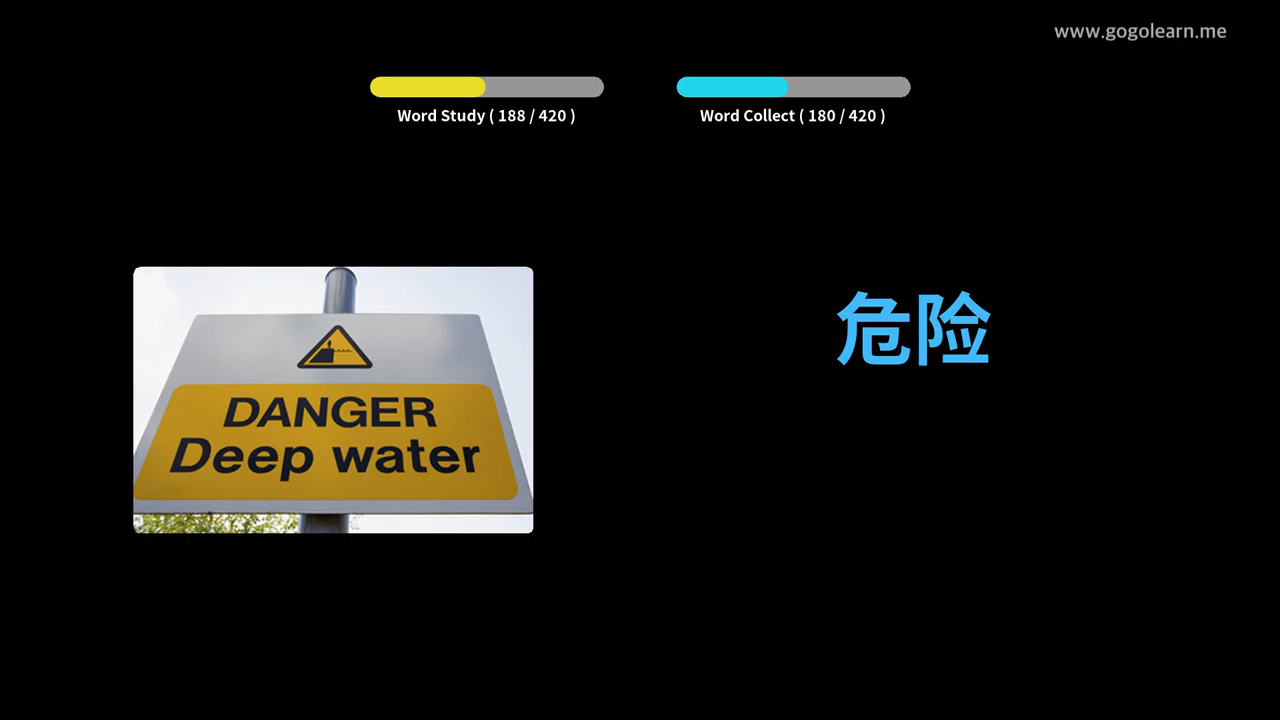 www.gogolearn.me
Word Study ( 188 / 420 )
Word Collect ( 180 / 420 )
危险
DANGER
Deep water